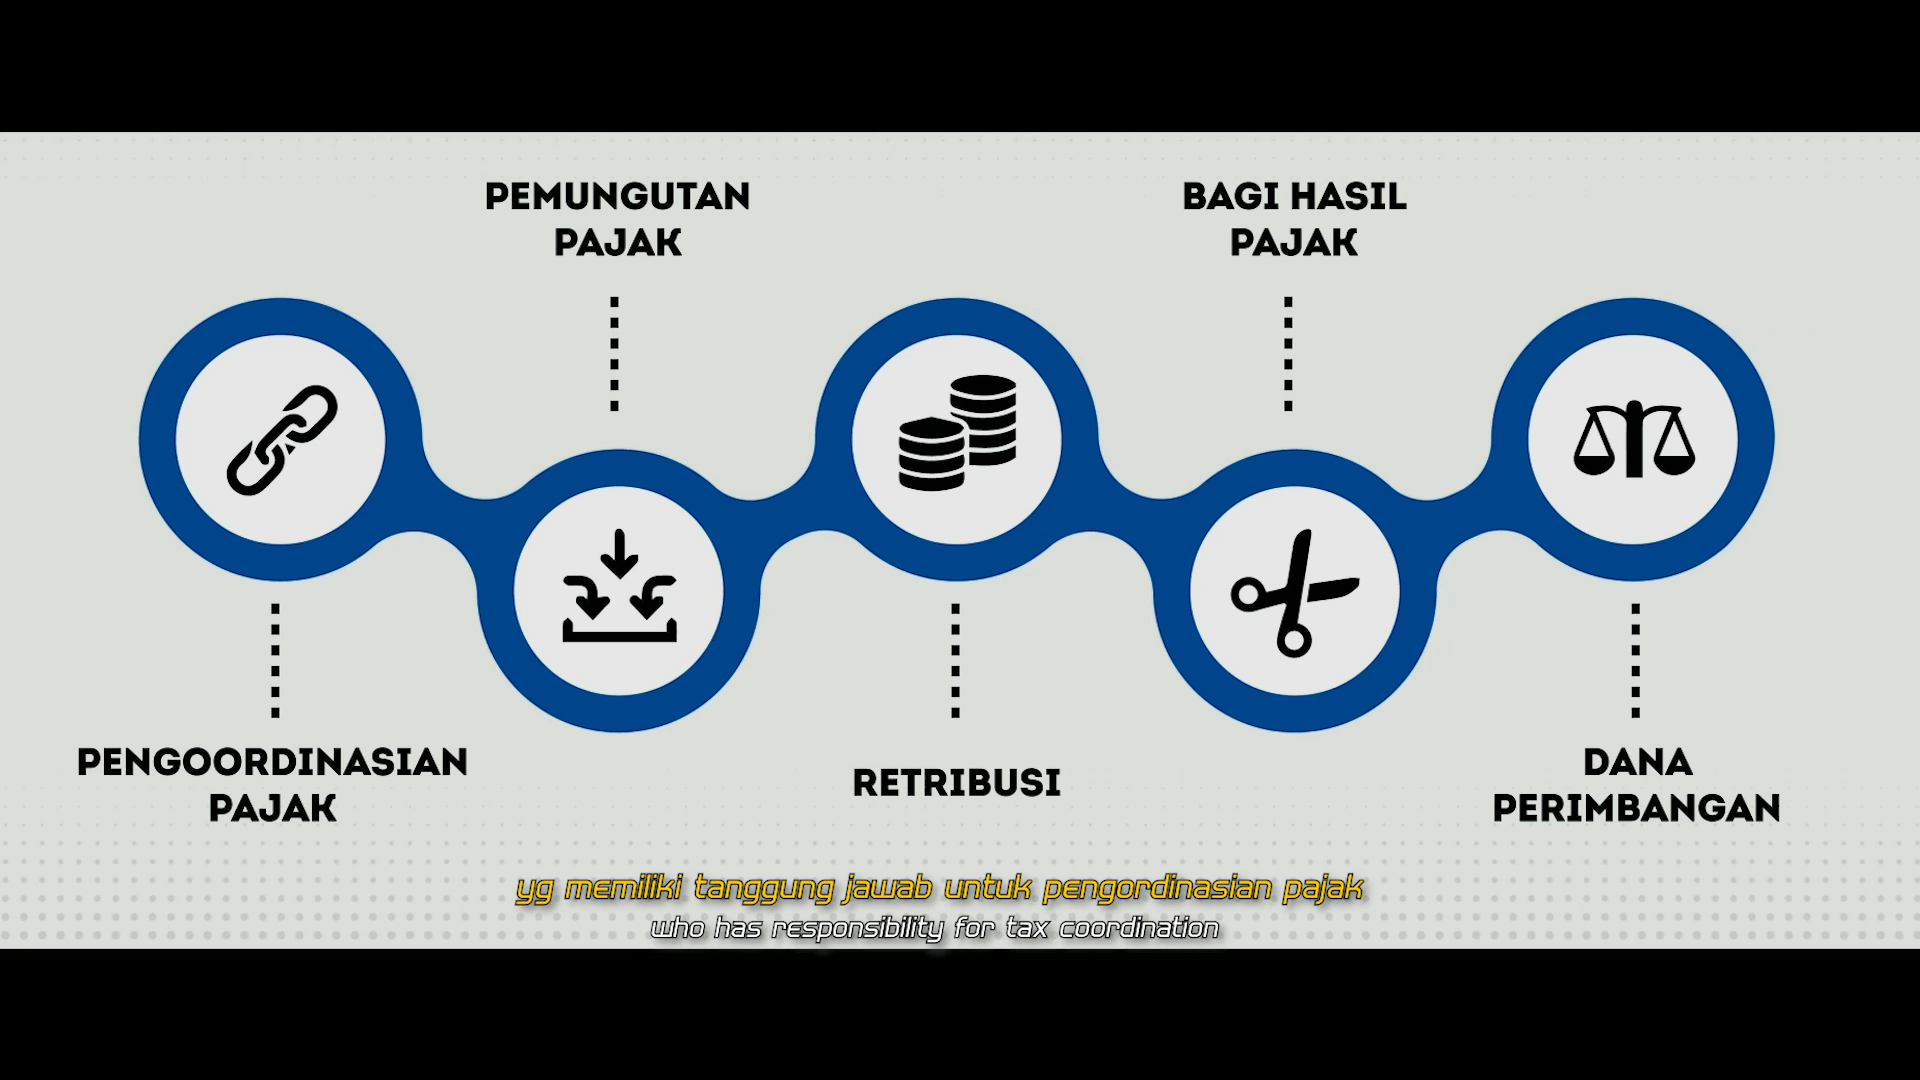 PEMUNGUTAN
PAJAK
BAGI HASIL
PAJAK
PENGOORDINASIAN
PAJAK
RETRIBUSI
DANA
PERIMBANGAN
yg memiliki tanggung jawab untuk pengordinasian pajak
who has responsibility for tax coordination